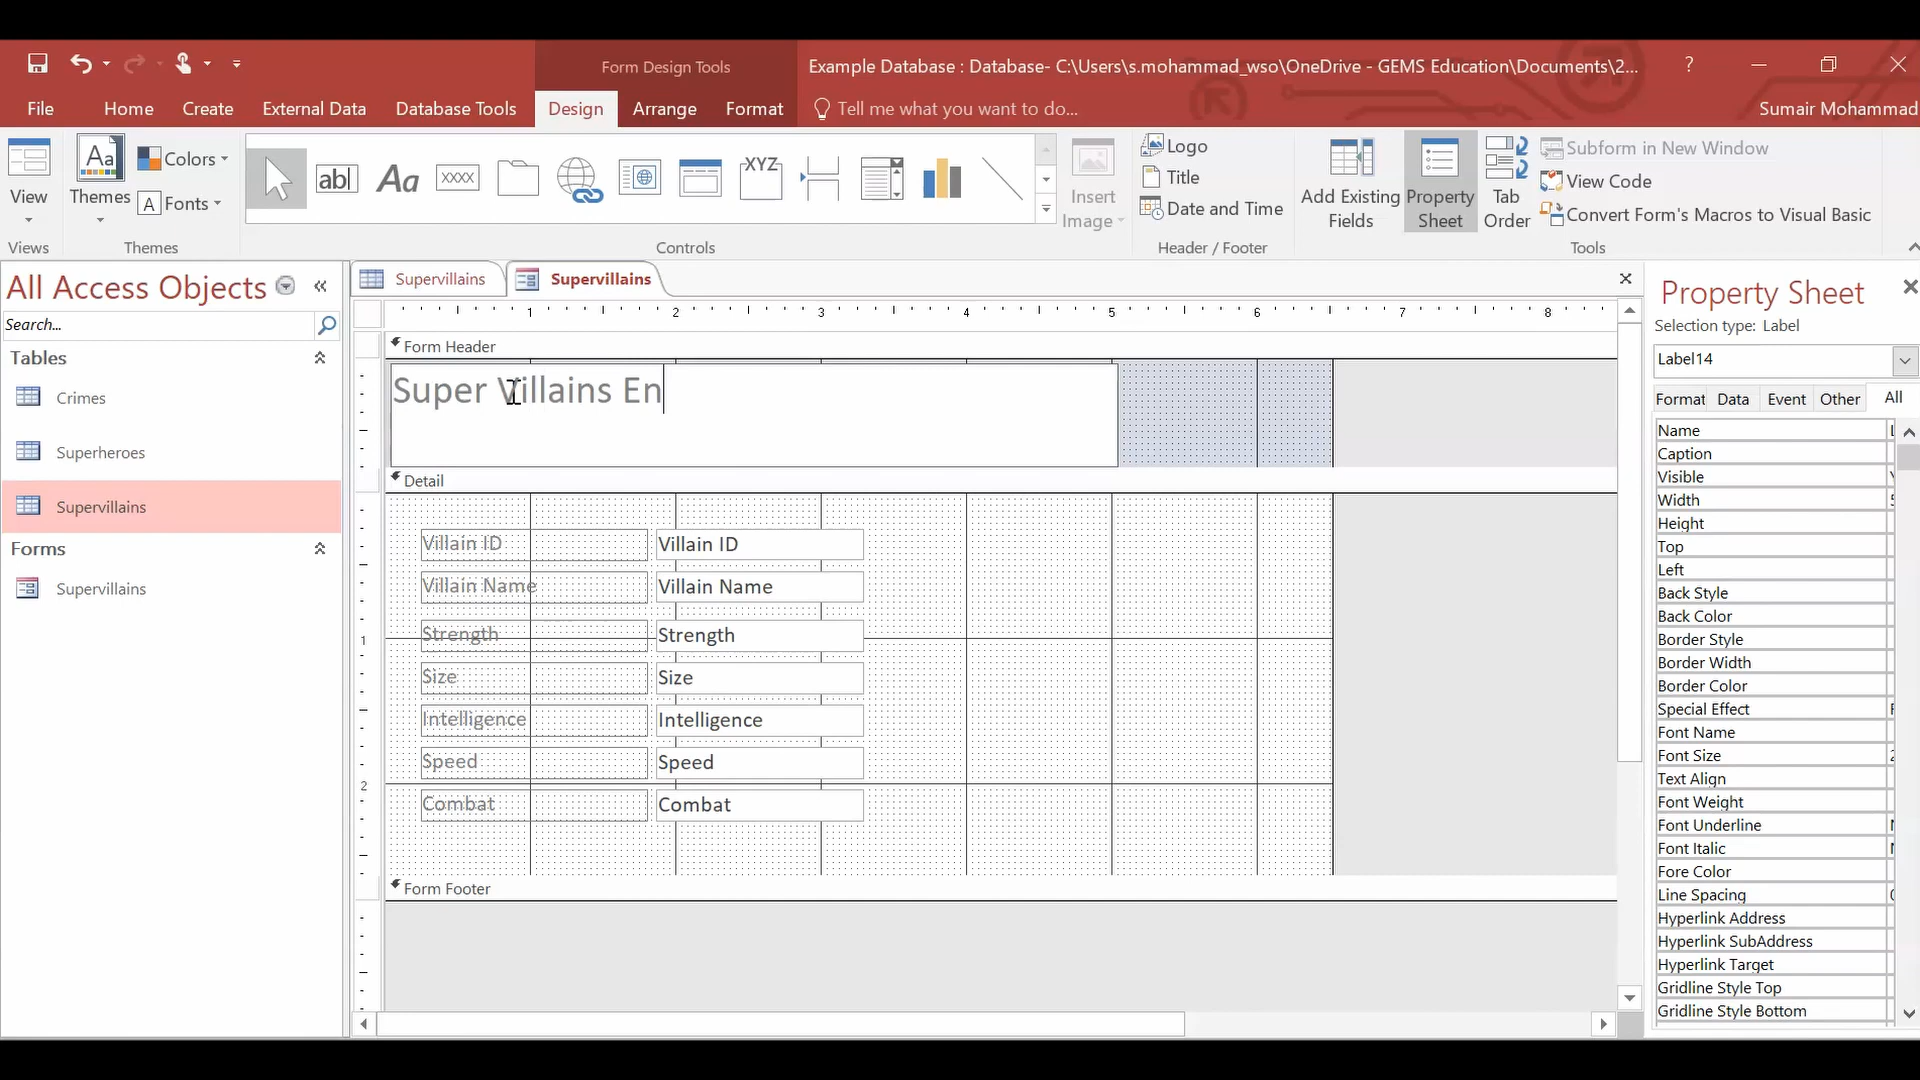 Form Design Tools
Example Database : Database- C:\Users\s.mohammad_wso\OneDrive - GEMS Education\Documents\2...
?
File
Home
Create
External Data
Database Tools
Design
Arrange
Format
Tell me what you want to do...
Sumair Mohammad
View
Views
Aa
Themes
Colors
A Fonts
Themes
ab|
Aa
XXXX
XYZ
Controls
Insert
Image
Logo
Title
Date and Time
Header / Footer
Add Existing
Fields
Property
Sheet
Tab
Order
Subform in New Window
View Code
Convert Form's Macros to Visual Basic
Tools
All Access Objects
Search...
Tables
Crimes
Superheroes
Supervillains
Forms
Supervillains
Supervillains
Supervillains
1 2 3 4 5 6 7 8
Form Header
Super Villains En
Detail
Villain ID Villain ID
Villain Name Villain Name
Strength Strength
1
Size Size
Intelligence Intelligence
Speed Speed
2
Combat Combat
Form Footer
Property Sheet
Selection type: Label
Label14
Format
Data
Event
Other
All
Name
Caption
Visible
Width
Height
Top
Left
Back Style
Back Color
Border Style
Border Width
Border Color
Special Effect
Font Name
Font Size
Text Align
Font Weight
Font Underline
Font Italic
Fore Color
Line Spacing
Hyperlink Address
Hyperlink SubAddress
Hyperlink Target
Gridline Style Top
Gridline Style Bottom